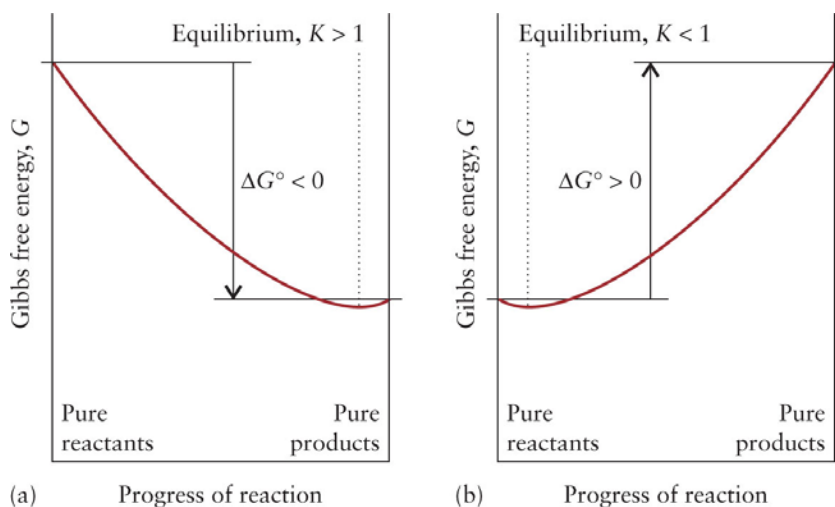 Equilibrium, K > 1
Gibbs free energy, G
ΔG° < 0
Pure
reactants
Pure
products
(a)
Progress of reaction
Equilibrium, K < 1
Gibbs free energy, G
ΔG° > 0
Pure
reactants
Pure
products
(b)
Progress of reaction